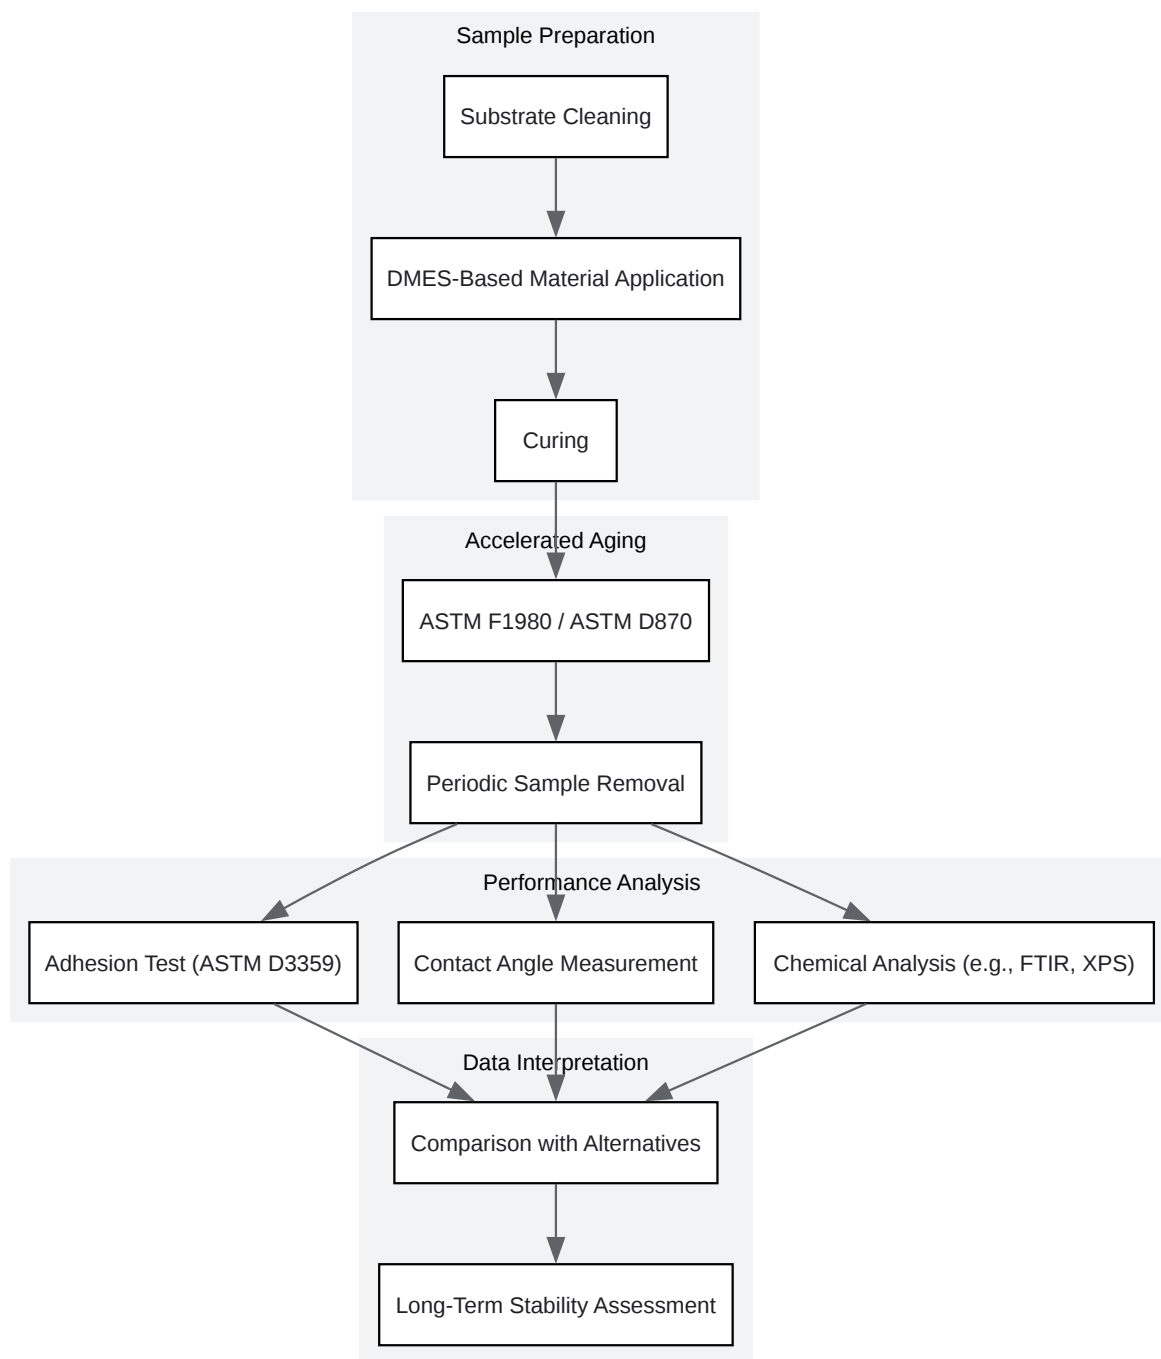 Sample Preparation
Substrate Cleaning
DMES-Based Material Application
Curing
Accelerated Aging
ASTM F1980 / ASTM D870
Periodic Sample Removal
Performance Analysis
Adhesion Test (ASTM D3359)
Contact Angle Measurement
Chemical Analysis (e.g., FTIR, XPS)
Data Interpretation
Comparison with Alternatives
Long-Term Stability Assessment